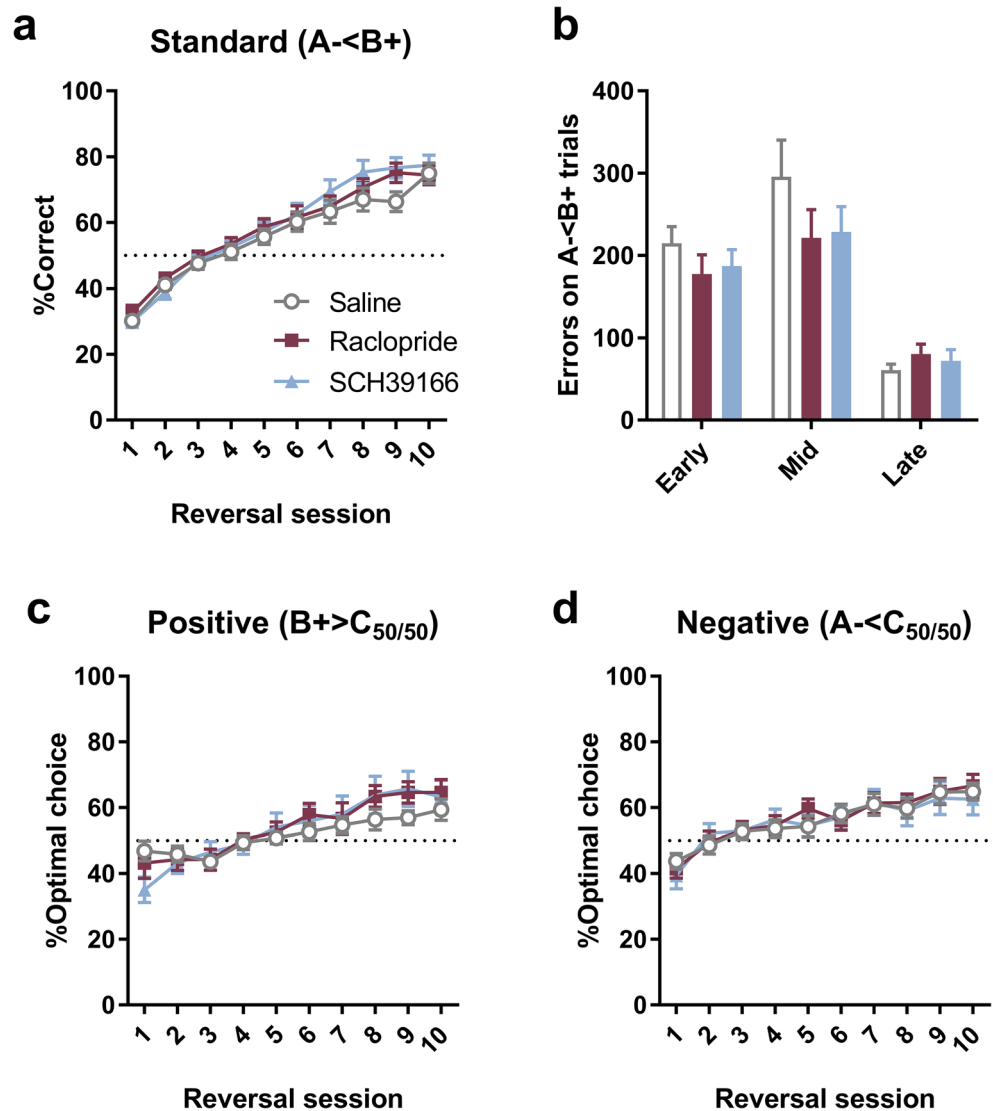 a
Standard (A-<B+)
100
80
60
40
20
0
%Correct
Saline
Raclopride
SCH39166
1 2 3 4 5 6 7 8 9 10
Reversal session
b
400
300
200
100
0
Errors on A-<B+ trials
Early Mid Late
c
Positive (B+>C50/50)
100
80
60
40
20
0
%Optimal choice
1 2 3 4 5 6 7 8 9 10
Reversal session
d
Negative (A-<C50/50)
100
80
60
40
20
0
%Optimal choice
1 2 3 4 5 6 7 8 9 10
Reversal session